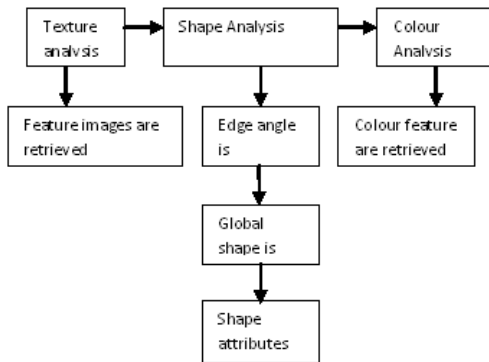 Texture
analysis
Shape Analysis
Colour
Analysis
Feature images are
retrieved
Edge angle
is
Colour feature
are retrieved
Global
shape is
Shape
attributes